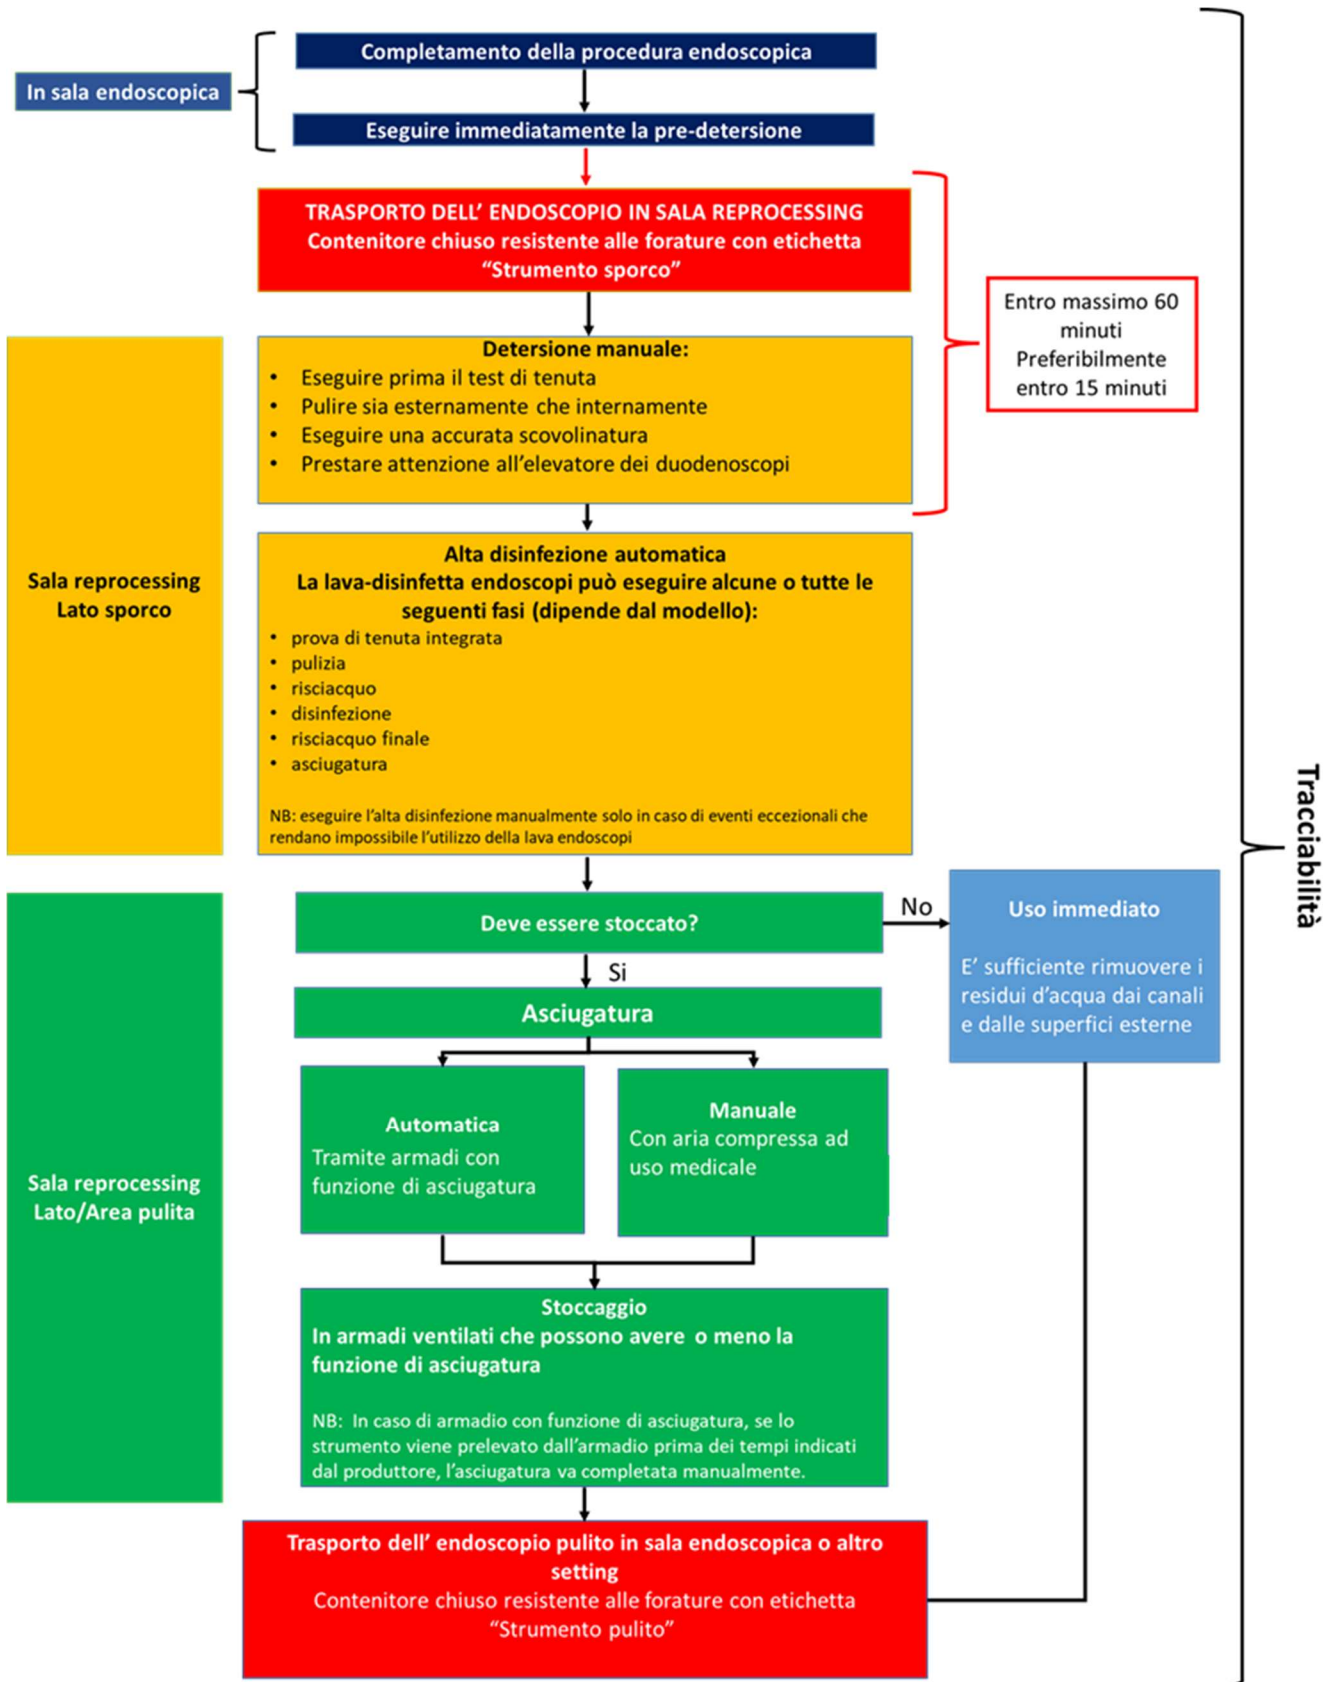 Completamento della procedura endoscopica
In sala endoscopica
Eseguire immediatamente la pre-detersione
TRASPORTO DELL' ENDOSCOPIO IN SALA REPROCESSING
Contenitore chiuso resistente alle forature con etichetta
“Strumento sporco”
Entro massimo 60
minuti
Preferibilmente
entro 15 minuti
Detersione manuale:
• Eseguire prima il test di tenuta
• Pulire sia esternamente che internamente
• Eseguire una accurata scovolinatura
• Prestare attenzione all'elevatore dei duodenoscopi
Sala reprocessing
Lato sporco
Alta disinfezione automatica
La lava-disinfetta endoscopi può eseguire alcune o tutte le
seguenti fasi (dipende dal modello):
• prova di tenuta integrata
• pulizia
• risciacquo
• disinfezione
• risciacquo finale
• asciugatura
NB: eseguire l'alta disinfezione manualmente solo in caso di eventi eccezionali che
rendano impossibile l'utilizzo della lava endoscopi
Tracciabilità
Deve essere stoccato?
No
Uso immediato
E' sufficiente rimuovere i
residui d'acqua dai canali
e dalle superfici esterne
Si
Asciugatura
Automatica
Tramite armadi con
funzione di asciugatura
Manuale
Con aria compressa ad
uso medicale
Sala reprocessing
Lato/Area pulita
Stoccaggio
In armadi ventilati che possono avere o meno la
funzione di asciugatura
NB: In caso di armadio con funzione di asciugatura, se lo
strumento viene prelevato dall'armadio prima dei tempi indicati
dal produttore, l'asciugatura va completata manualmente.
Trasporto dell' endoscopio pulito in sala endoscopica o altro
setting
Contenitore chiuso resistente alle forature con etichetta
“Strumento pulito”